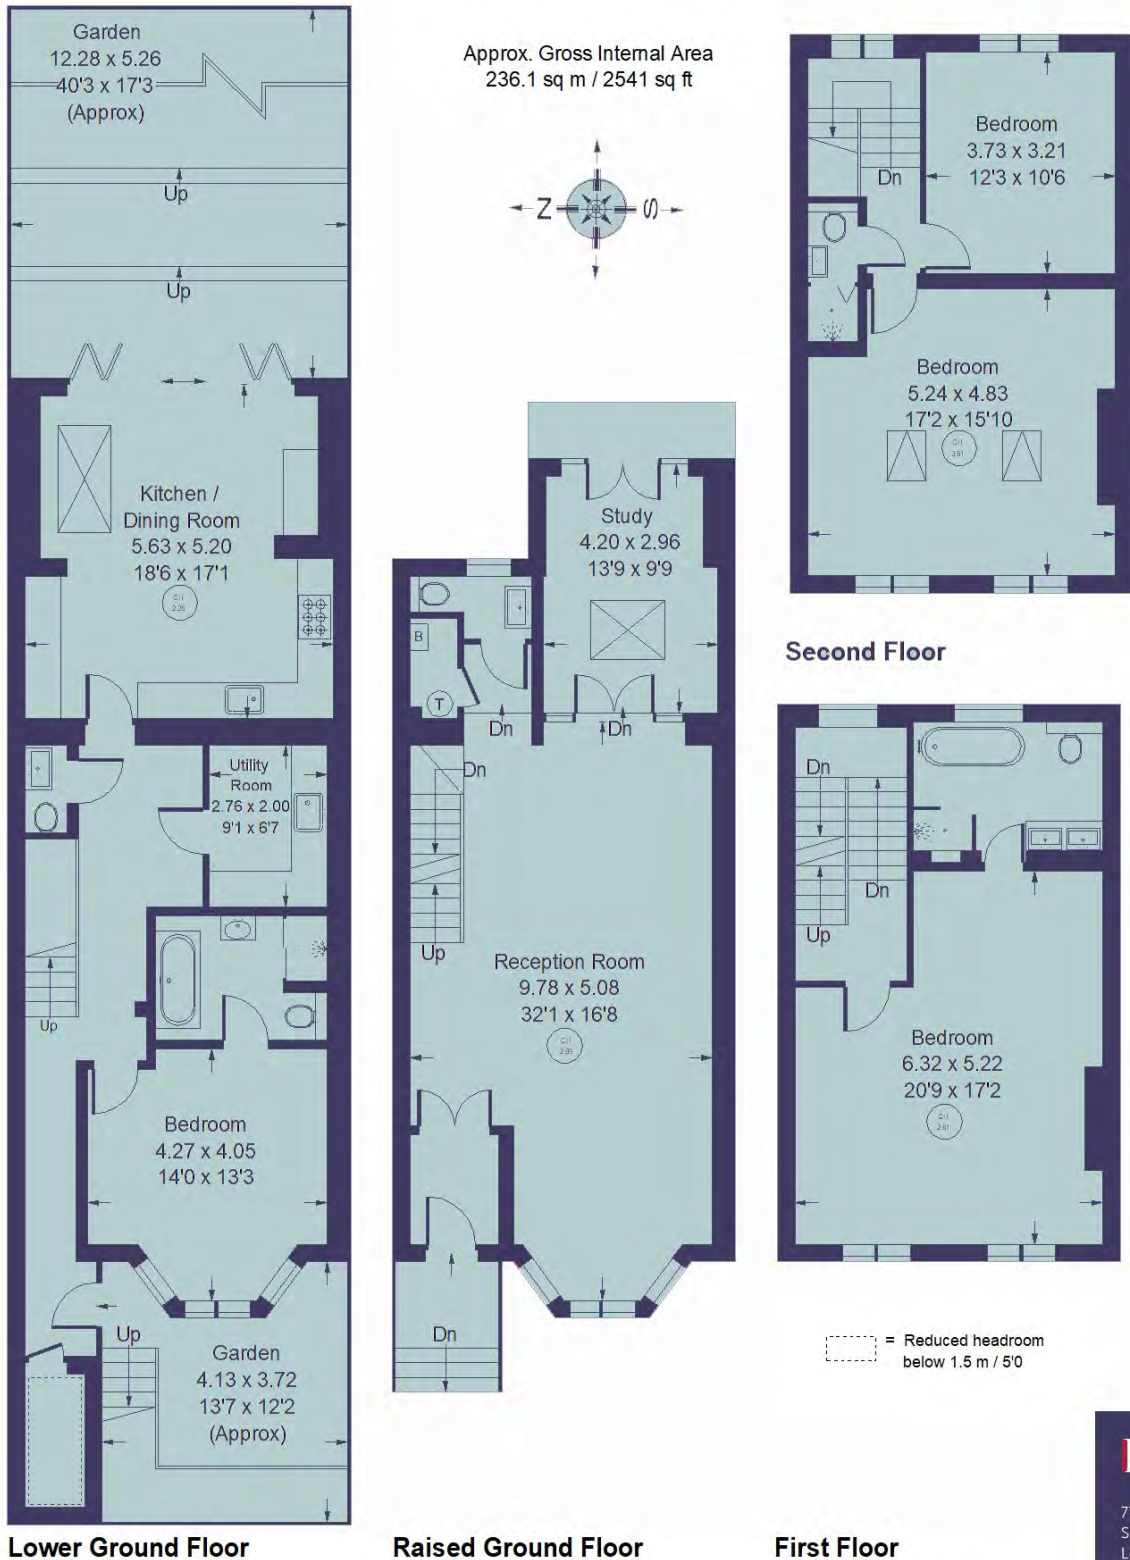 Garden
12.28 x 5.26
40'3 x 17'3
(Approx)
Up
Up
Kitchen /
Dining Room
5.63 x 5.20
18'6 x 17'1
Utility
Room
2.76 x 2.00
9'1 x 6'7
Up
Bedroom
4.27 x 4.05
14'0 x 13'3
Up
Garden
4.13 x 3.72
13'7 x 12'2
(Approx)
Lower Ground Floor
Approx. Gross Internal Area
236.1 sq m / 2541 sq ft
N
S
Study
4.20 x 2.96
13'9 x 9'9
B
T
Dn
Dn
Dn
Up
Reception Room
9.78 x 5.08
32'1 x 16'8
Dn
Raised Ground Floor
Bedroom
3.73 x 3.21
12'3 x 10'6
Dn
Bedroom
5.24 x 4.83
17'2 x 15'10
Second Floor
Dn
Dn
Up
Bedroom
6.32 x 5.22
20'9 x 17'2
= Reduced headroom
below 1.5 m / 5'0
First Floor